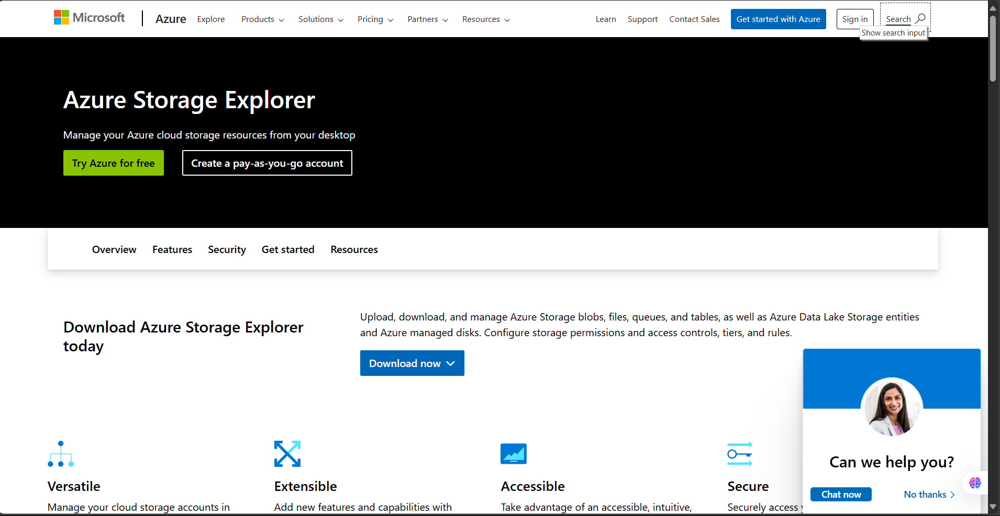 Microsoft
Azure
Explore
Products
Solutions
Pricing
Partners
Resources
Learn
Support
Contact Sales
Get started with Azure
Sign in
Search
Show search input
Azure Storage Explorer
Manage your Azure cloud storage resources from your desktop
Try Azure for free
Create a pay-as-you-go account
Overview
Features
Security
Get started
Resources
Download Azure Storage Explorer
today
Upload, download, and manage Azure Storage blobs, files, queues, and tables, as well as Azure Data Lake Storage entities
and Azure managed disks. Configure storage permissions and access controls, tiers, and rules.
Download now
Versatile
Manage your cloud storage accounts in
Extensible
Add new features and capabilities with
Accessible
Take advantage of an accessible, intuitive,
Secure
Securely access
Can we help you?
Chat now
No thanks